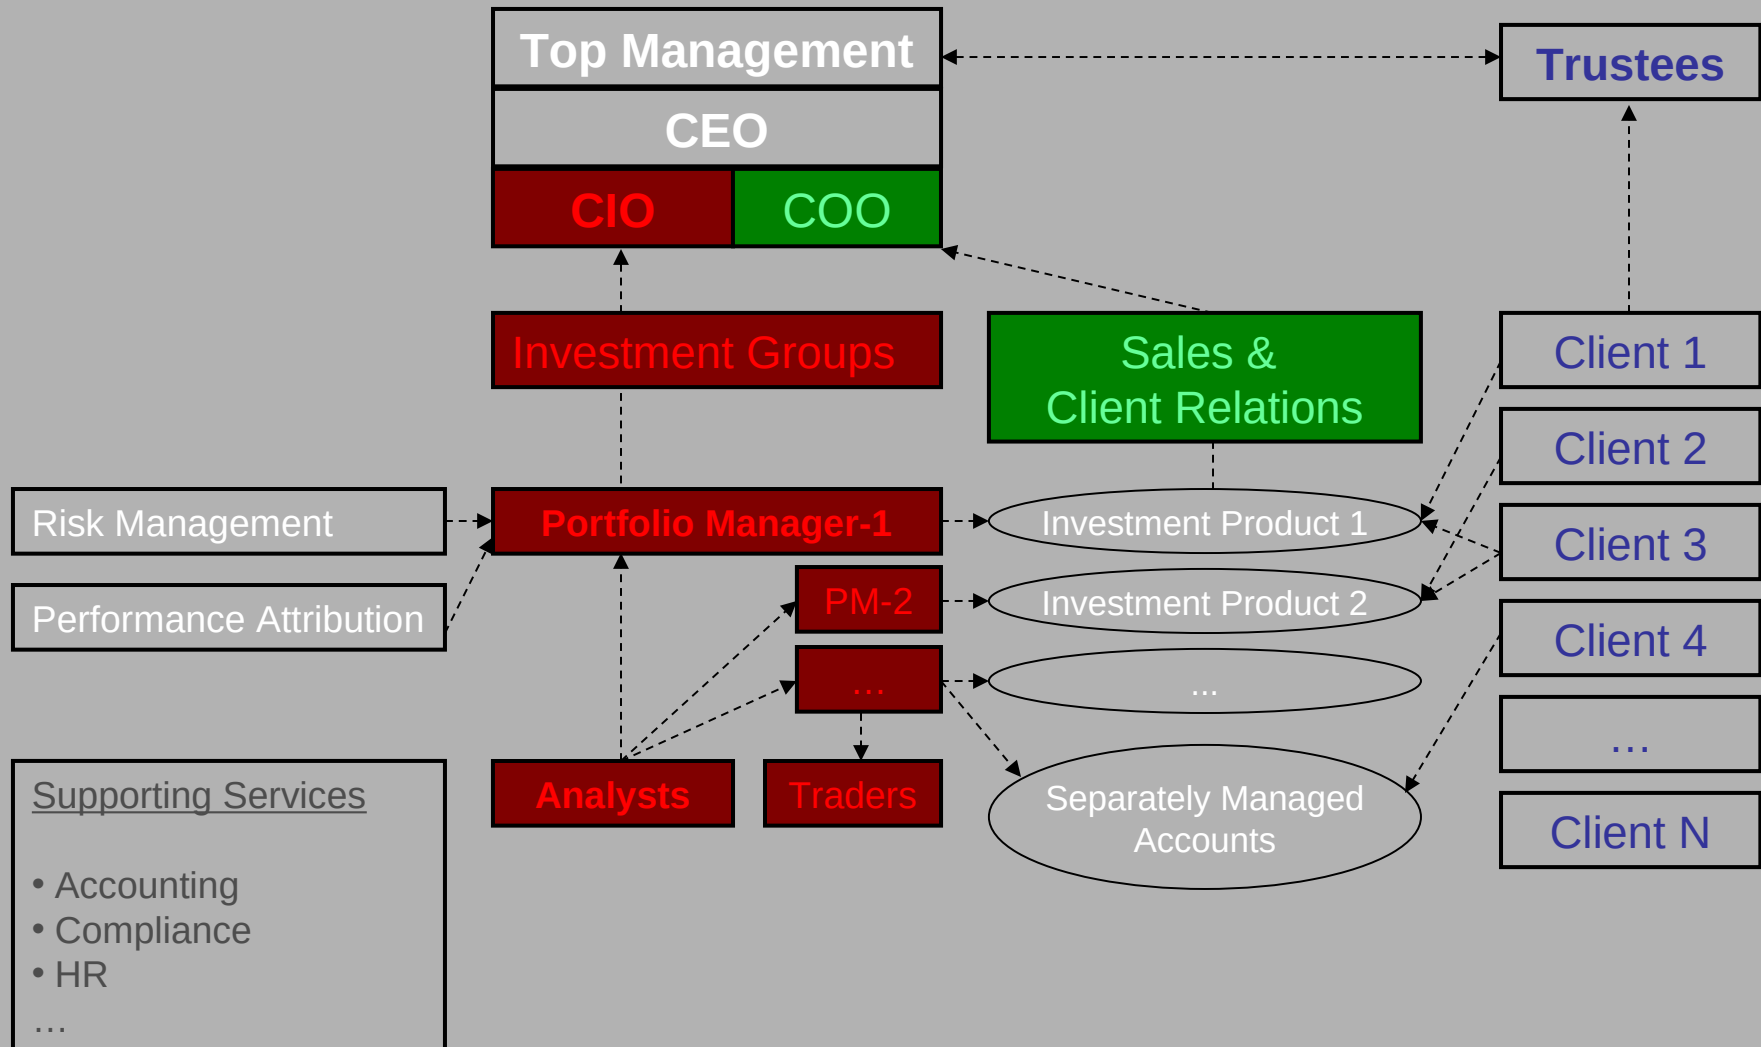 Top Management
Trustees
CEO
CIO
COO
Investment Groups
Sales &
Client Relations
Client 1
Client 2
Risk Management
Portfolio Manager-1
Investment Product 1
Client 3
Performance Attribution
PM-2
Investment Product 2
Client 4
...
...
...
Supporting Services
Analysts
Traders
Separately Managed
Accounts
Client N
• Accounting
• Compliance
• HR
...